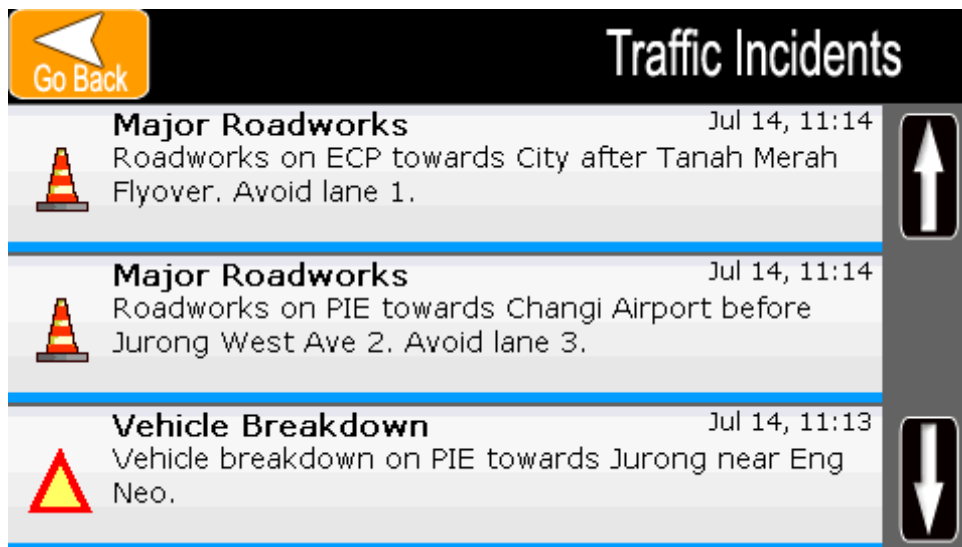 Go Back
Traffic Incidents
Major Roadworks
Jul 14, 11:14
Roadworks on ECP towards City after Tanah Merah
Flyover. Avoid lane 1.
Major Roadworks
Jul 14, 11:14
Roadworks on PIE towards Changi Airport before
Jurong West Ave 2. Avoid lane 3.
Vehicle Breakdown
Jul 14, 11:13
Vehicle breakdown on PIE towards Jurong near Eng
Neo.